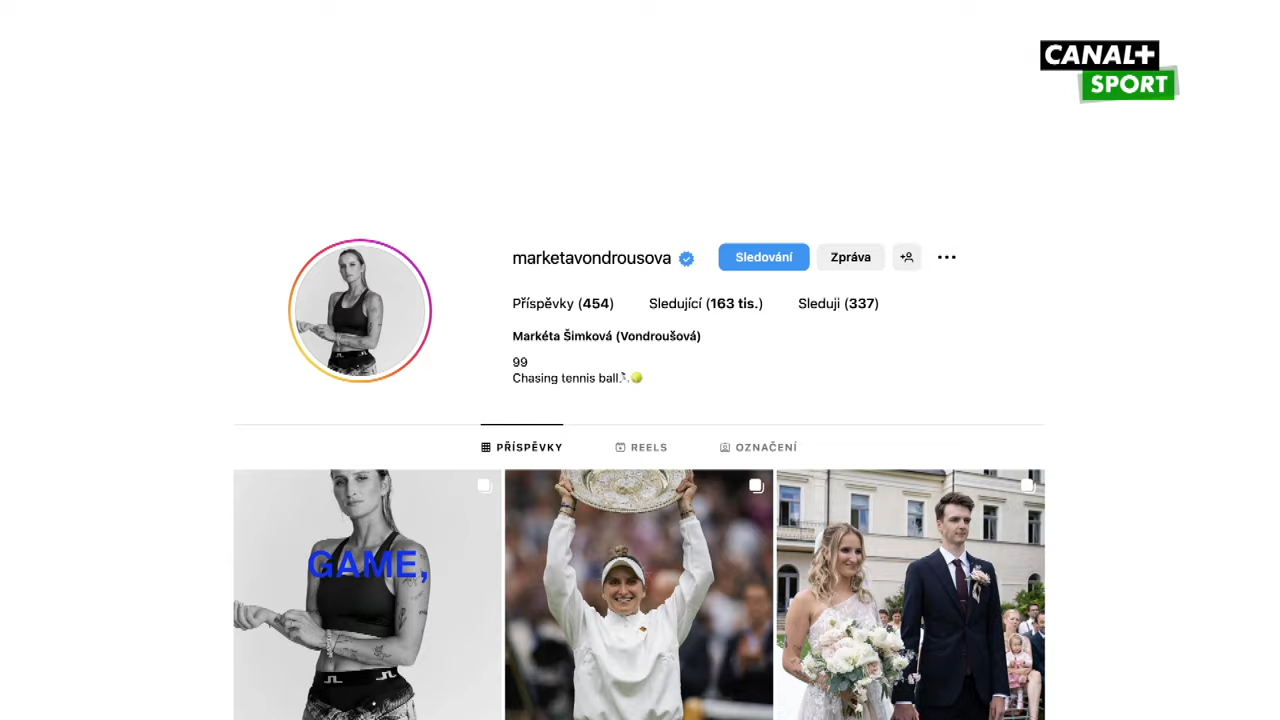 CANAL+
SPORT
marketavondrousova Sledování Zpráva
Příspěvky (454) Sledující (163 tis.) Sleduji (337)
Markéta Šimková (Vondroušová)
99
Chasing tennis ball.
PŘÍSPĚVKY REELS OZNAČENÍ
GAME,